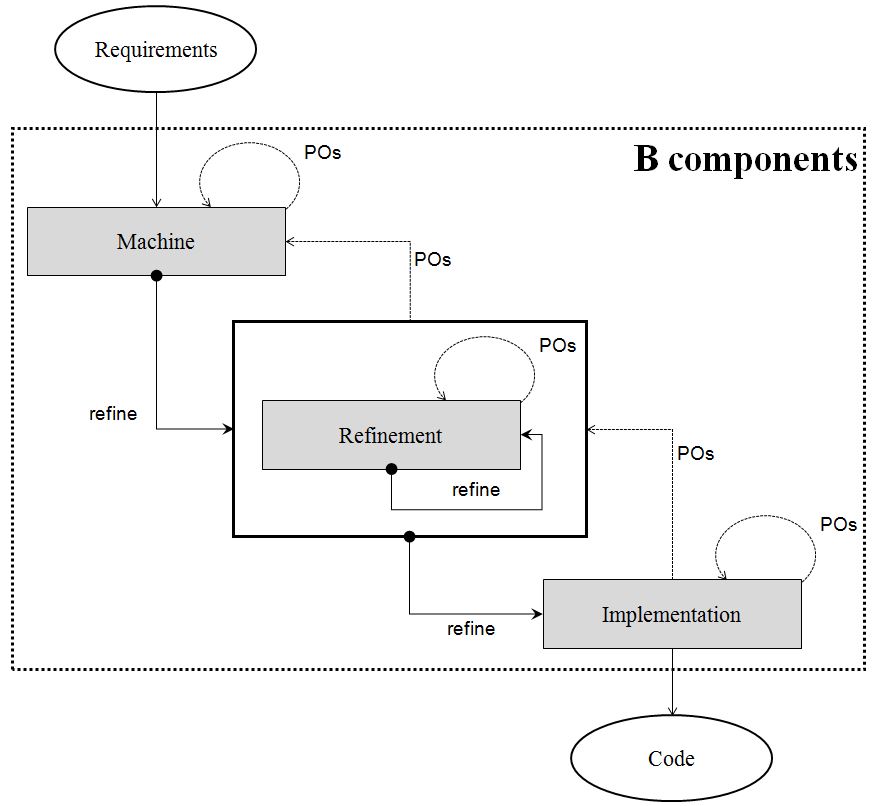 Requirements
B components
POs
Machine
POs
refine
POs
Refinement
refine
POs
POs
refine
Implementation
Code